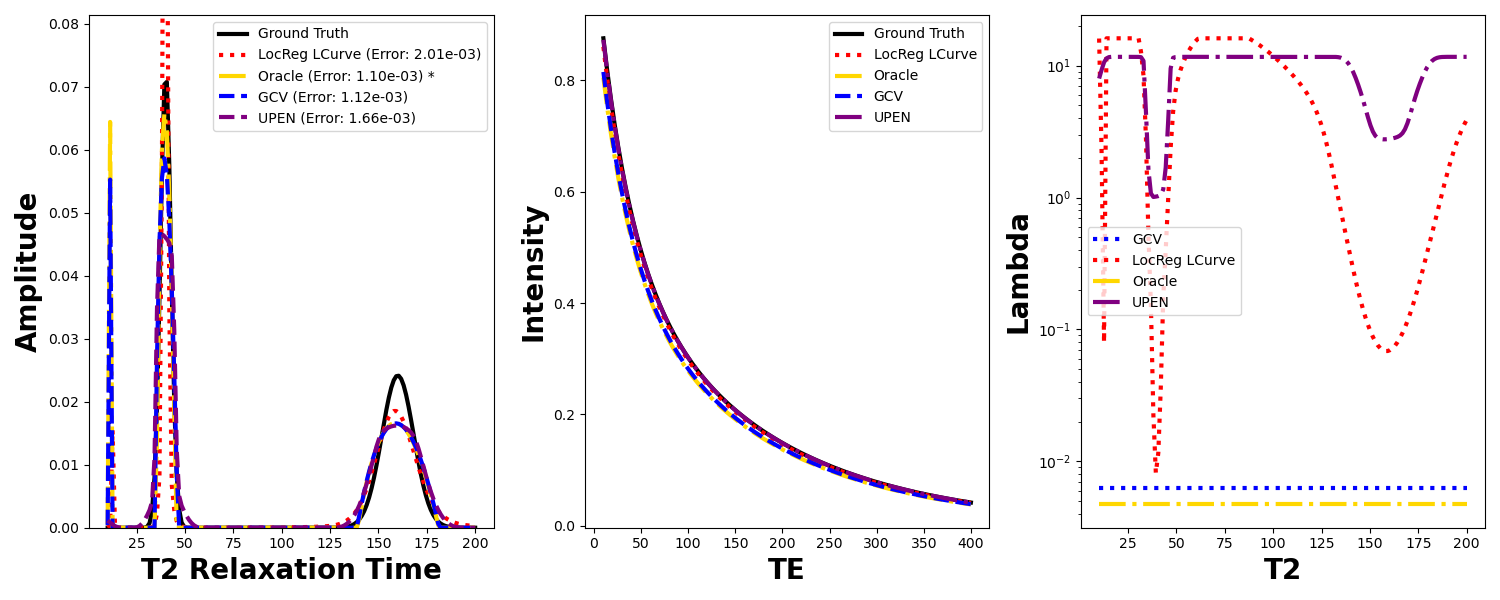 0.08
0.07
0.06
0.05
0.04
0.03
0.02
0.01
0.00
Amplitude
Ground Truth
LocReg LCurve (Error: 2.01e-03)
Oracle (Error: 1.10e-03) *
GCV (Error: 1.12e-03)
UPEN (Error: 1.66e-03)
25 50 75 100 125 150 175 200
T2 Relaxation Time
0.8
0.6
0.4
0.2
0.0
Intensity
Ground Truth
LocReg LCurve
Oracle
GCV
UPEN
0 50 100 150 200 250 300 350 400
TE
10¹
10⁰
10⁻¹
10⁻²
Lambda
GCV
LocReg LCurve
Oracle
UPEN
25 50 75 100 125 150 175 200
T2